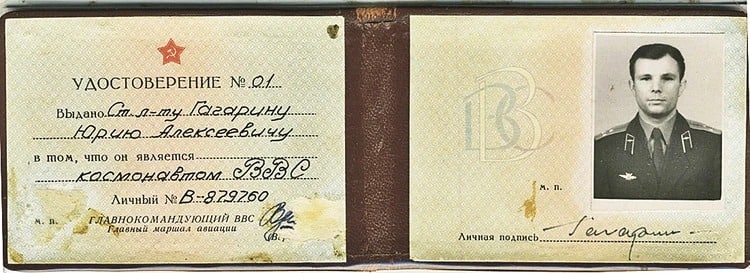 УДОСТОВЕРЕНИЕ № 01
Выдано Ст. л-ту Гагарину
Юрию Алексеевичу
в том, что он является
космонавтом ВВС
Личный № В-879760
м. п. ГЛАВНОКОМАНДУЮЩИЙ ВВС
Главный маршал авиации
ВВС
м. п.
Личная подпись Гагарин